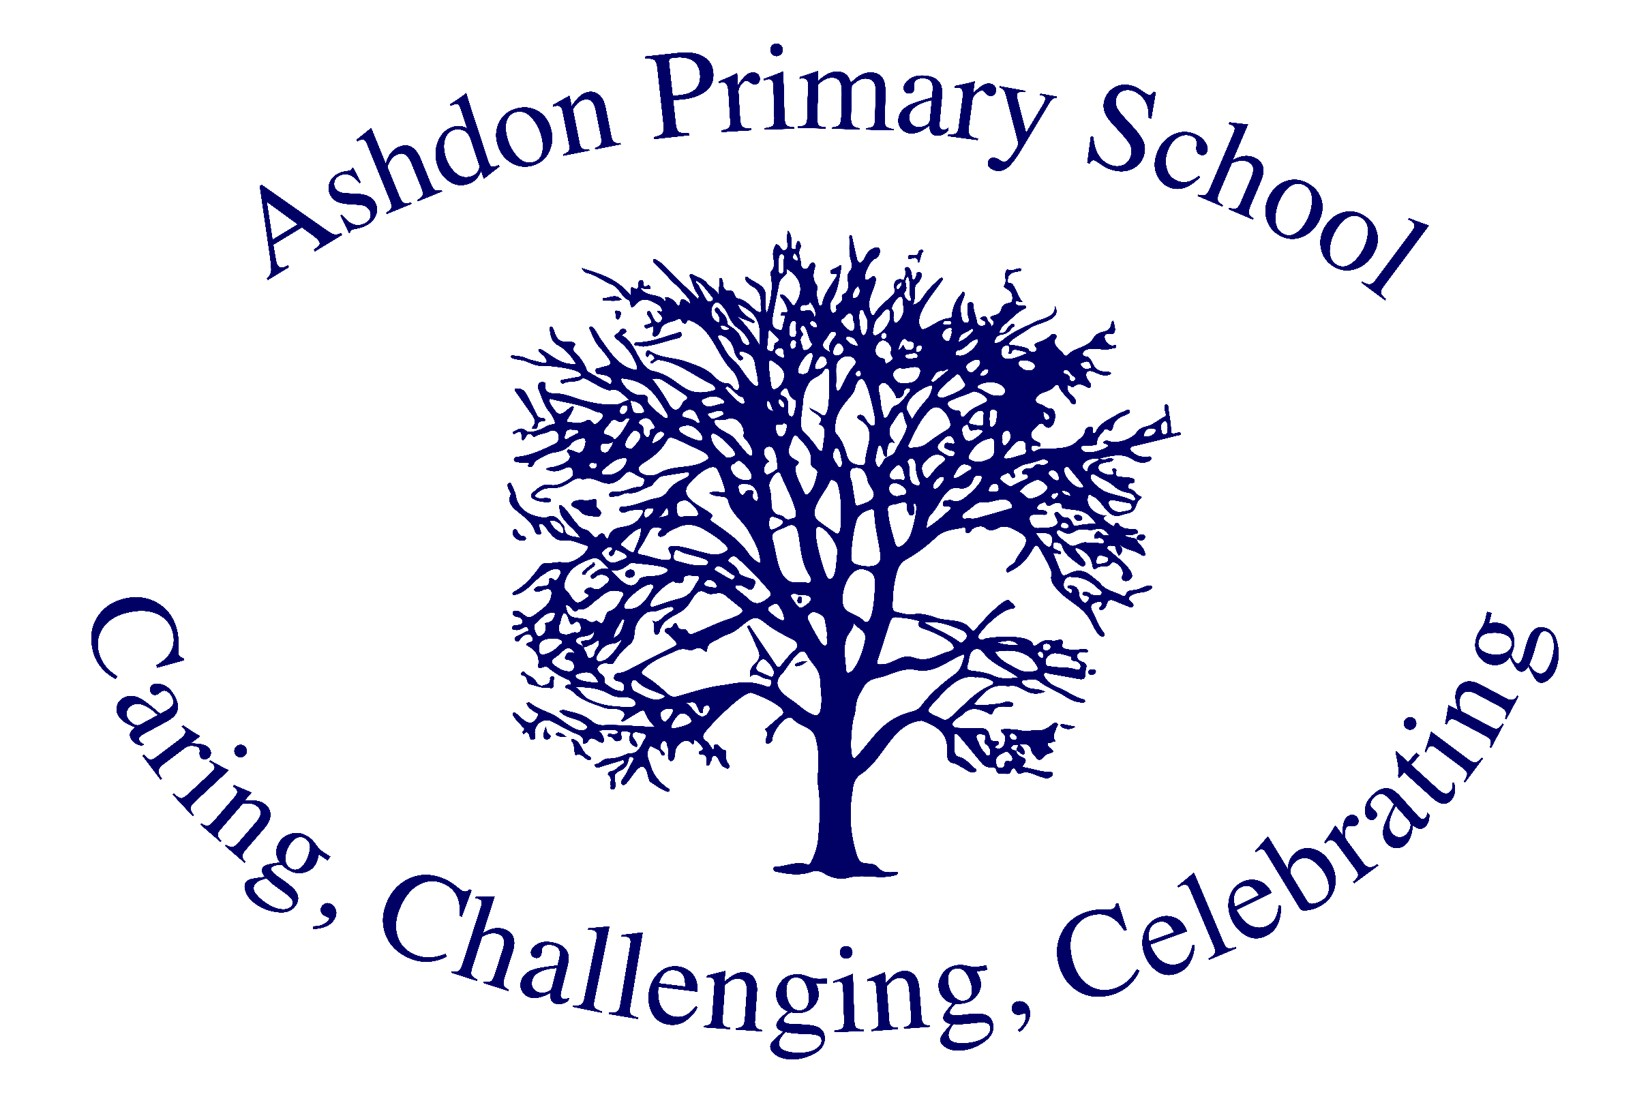 Ashdon Primary School
Caring, Challenging, Celebrating